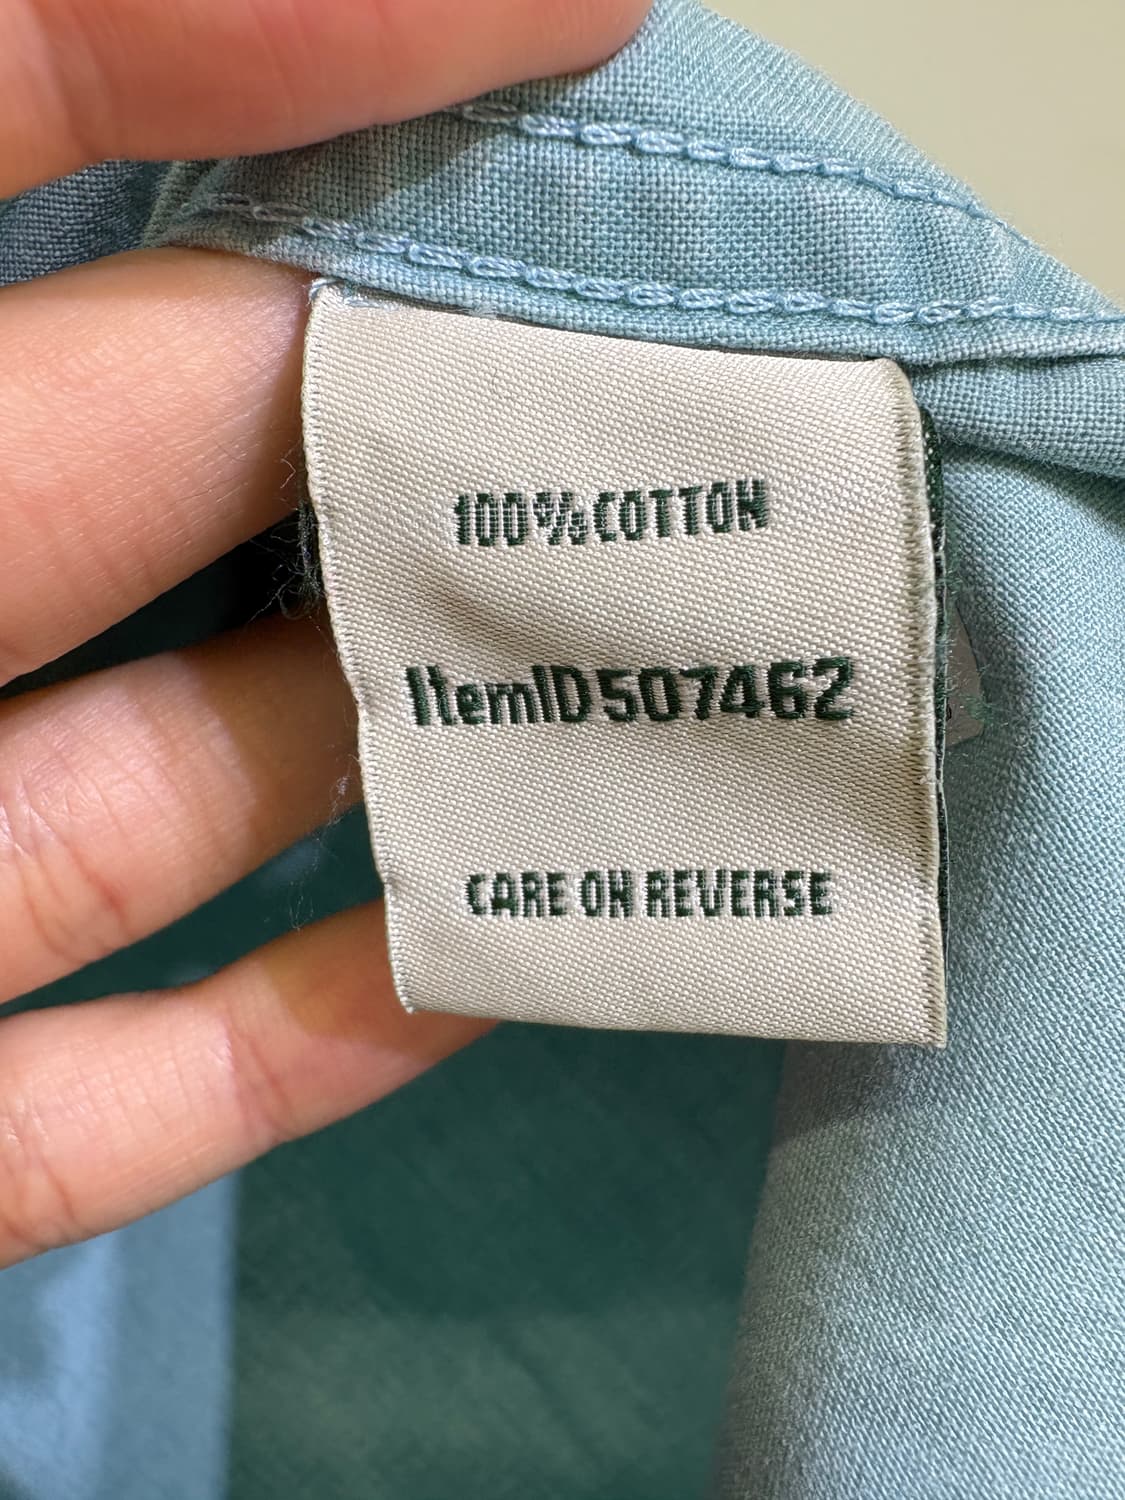 100% COTTON
ItemID 507462
CARE ON REVERSE